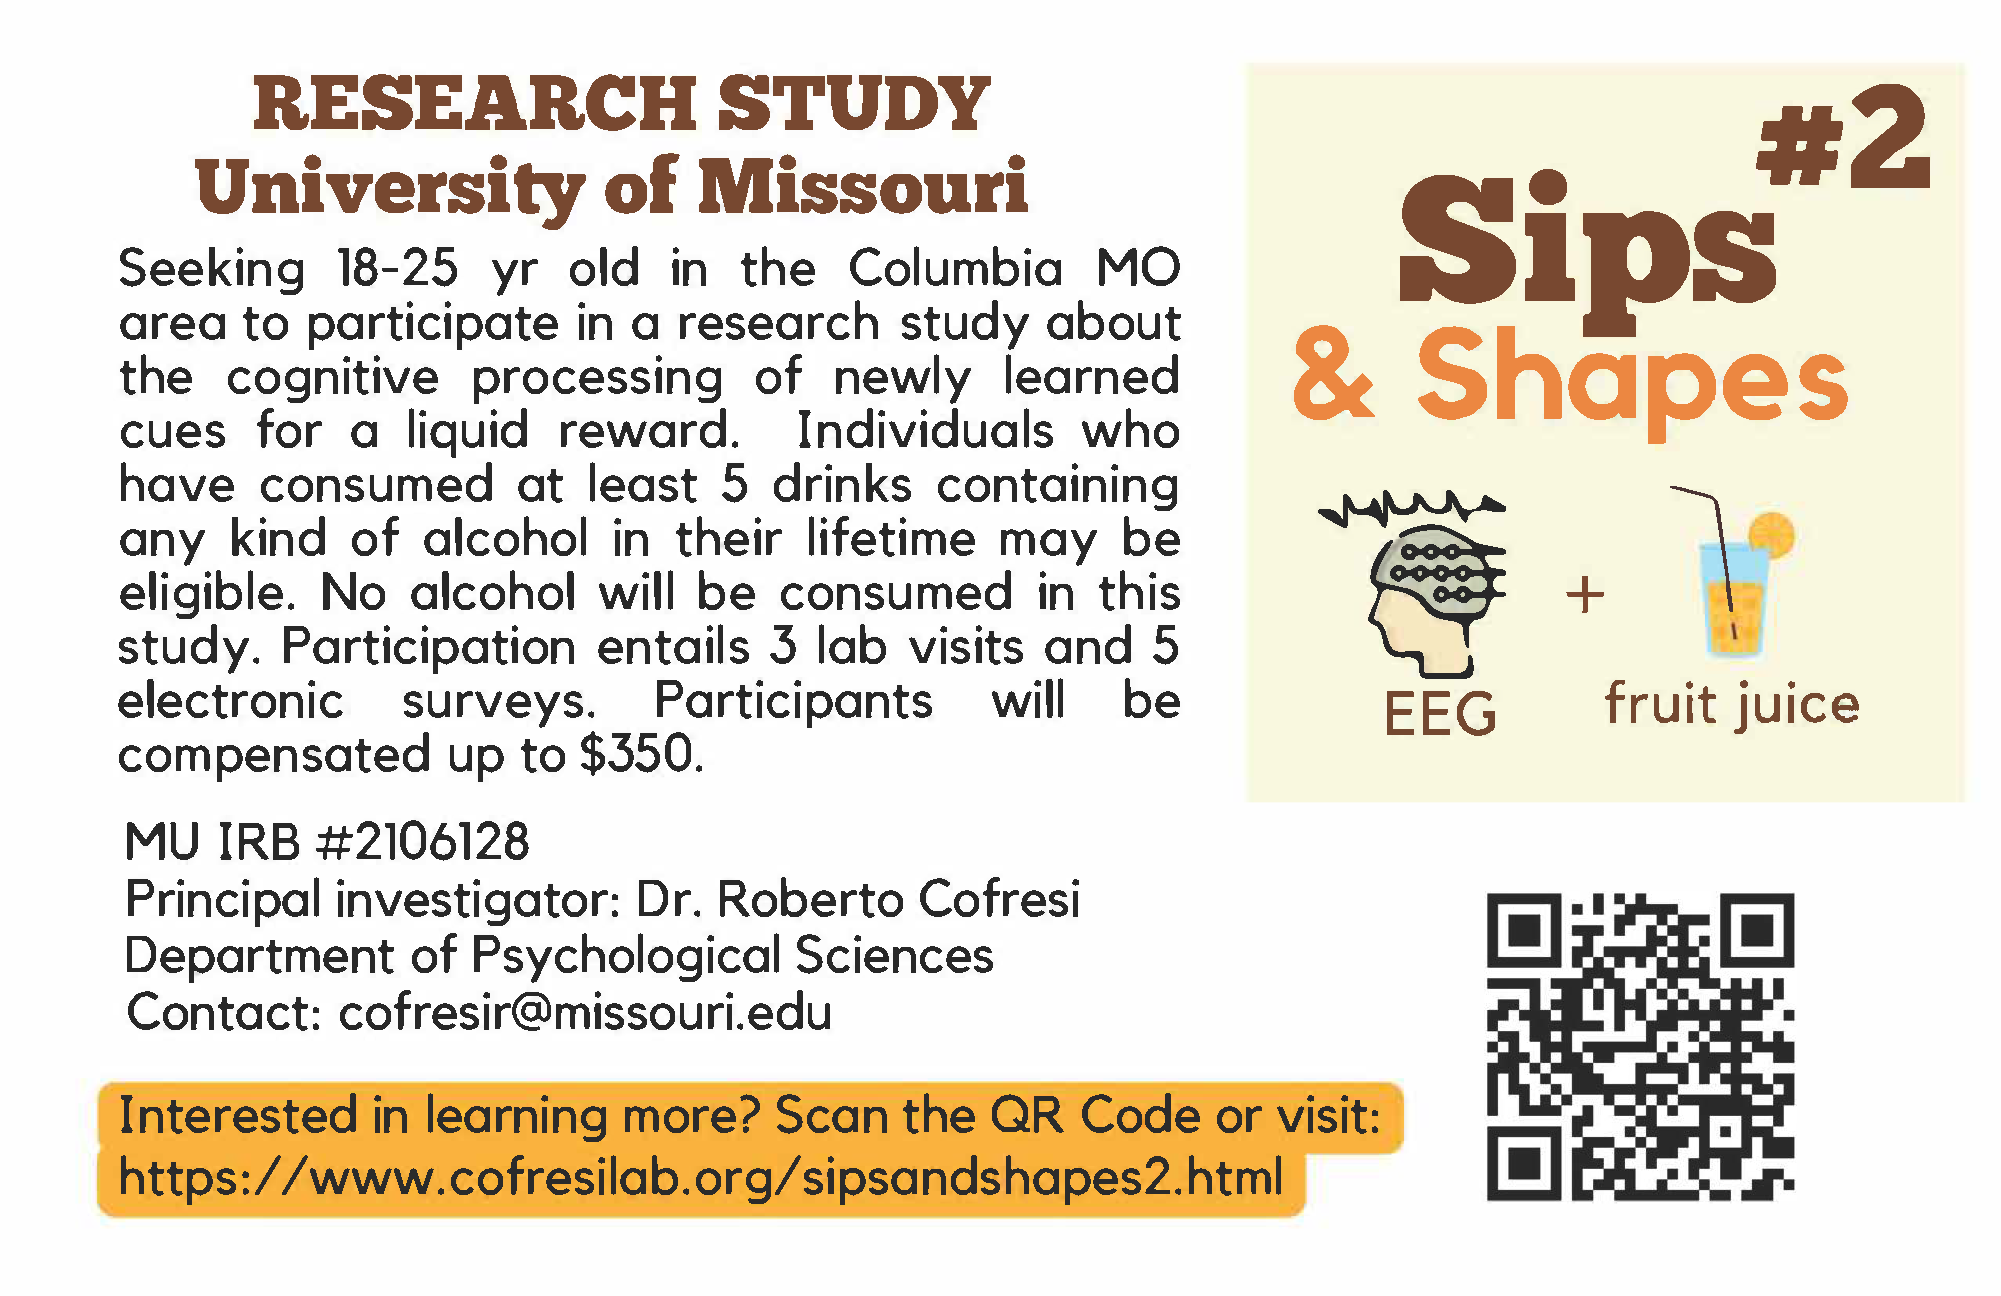 RESEARCH STUDY
University of Missouri
Seeking 18-25 yr old in the Columbia MO
area to participate in a research study about
the cognitive processing of newly learned
cues for a liquid reward. Individuals who
have consumed at least 5 drinks containing
any kind of alcohol in their lifetime may be
eligible. No alcohol will be consumed in this
study. Participation entails 3 lab visits and 5
electronic surveys. Participants will be
compensated up to $350.
MU IRB #2106128
Principal investigator: Dr. Roberto Cofresi
Department of Psychological Sciences
Contact: cofresir@missouri.edu
Interested in learning more? Scan the QR Code or visit:
https://www.cofresilab.org/sipsandshapes2.html
#2
Sips
& Shapes
+
EEG
fruit juice